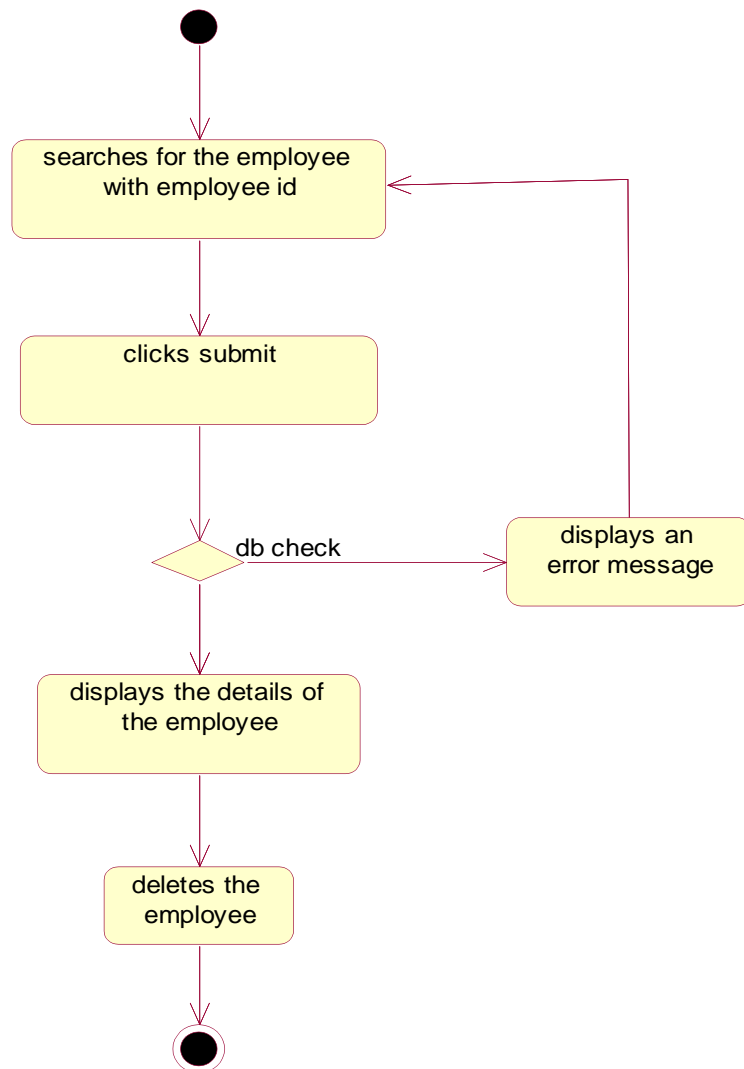 searches for the employee
with employee id
clicks submit
db check
displays an
error message
displays the details of
the employee
deletes the
employee